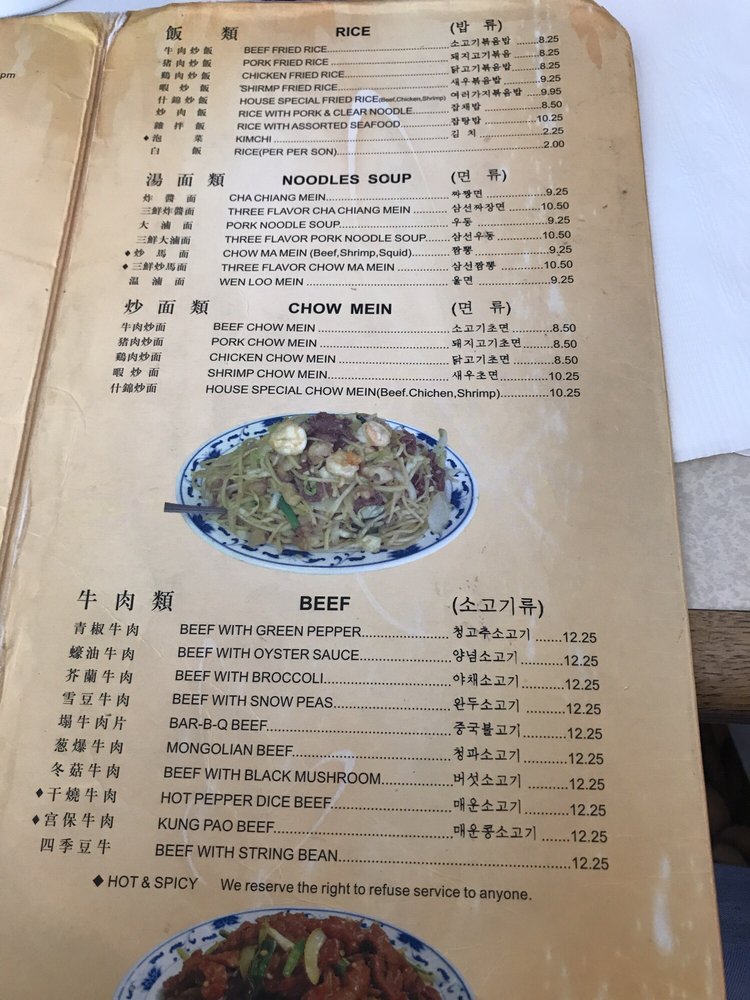 pm
飯 類 RICE (밥 류)
牛肉炒飯 BEEF FRIED RICE 소고기볶음밥 8.25
猪肉炒飯 PORK FRIED RICE 돼지고기볶음 8.25
鷄肉炒飯 CHICKEN FRIED RICE 닭고기볶음밥 8.25
蝦炒飯 SHIRMP FRIED RICE 새우볶음밥 9.25
什錦炒飯 HOUSE SPECIAL FRIED RICE(Beef,Chicken,Shrimp) 여러가지볶음밥 9.95
炒肉飯 RICE WITH PORK & CLEAR NOODLE 잡채밥 8.50
雜拌飯 RICE WITH ASSORTED SEAFOOD 잡탕밥 10.25
♦泡菜 KIMCHI 김 치 2.25
白飯 RICE(PER PER SON) 2.00
湯面類 NOODLES SOUP (면 류)
炸醬面 CHA CHIANG MEIN 짜짱면 9.25
三鮮炸醬面 THREE FLAVOR CHA CHIANG MEIN 삼선짜장면 10.50
大滷面 PORK NOODLE SOUP 우동 9.25
三鮮大滷面 THREE FLAVOR PORK NOODLE SOUP 삼선우동 10.50
♦炒馬面 CHOW MA MEIN (Beef,Shrimp,Squid) 짬뽕 9.25
♦三鮮炒馬面 THREE FLAVOR CHOW MA MEIN 삼선짬뽕 10.50
温滷面 WEN LOO MEIN 울면 9.25
炒面類 CHOW MEIN (면 류)
牛肉炒面 BEEF CHOW MEIN 소고기초면 8.50
猪肉炒面 PORK CHOW MEIN 돼지고기초면 8.50
鷄肉炒面 CHICKEN CHOW MEIN 닭고기초면 8.50
蝦炒面 SHRIMP CHOW MEIN 새우초면 10.25
什錦炒面 HOUSE SPECIAL CHOW MEIN(Beef.Chichen,Shrimp) 10.25
牛肉類 BEEF (소고기류)
青椒牛肉 BEEF WITH GREEN PEPPER 청고추소고기 12.25
蠔油牛肉 BEEF WITH OYSTER SAUCE 양념소고기 12.25
芥蘭牛肉 BEEF WITH BROCCOLI 야채소고기 12.25
雪豆牛肉 BEEF WITH SNOW PEAS 완두소고기 12.25
塌牛肉片 BAR-B-Q BEEF 중국불고기 12.25
葱爆牛肉 MONGOLIAN BEEF 청파소고기 12.25
冬菇牛肉 BEEF WITH BLACK MUSHROOM 버섯소고기 12.25
♦干燒牛肉 HOT PEPPER DICE BEEF 매운소고기 12.25
♦宫保牛肉 KUNG PAO BEEF 매운콩소고기 12.25
四季豆牛 BEEF WITH STRING BEAN 12.25
♦HOT & SPICY We reserve the right to refuse service to anyone.